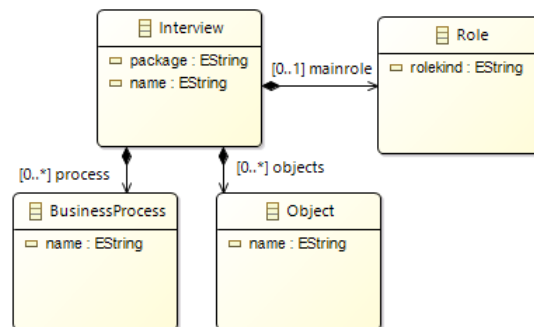 Interview
package : EString
name : EString
[0..1] mainrole
Role
rolekind : EString
[0..*] process
[0..*] objects
BusinessProcess
name : EString
Object
name : EString